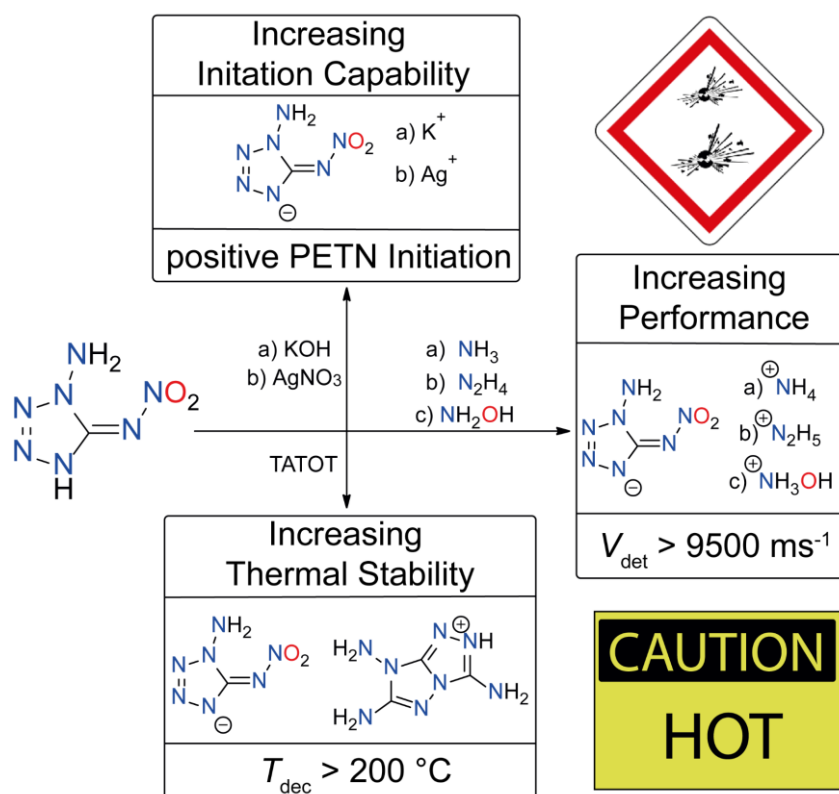 Increasing
Initation Capability
NH₂
N
N
N
N
N
NO₂
N
⊖
a) K⁺
b) Ag⁺
positive PETN Initiation
NH₂
N
N
N
N
H
N
N
NO₂
a) KOH
b) AgNO₃
TATOT
a) NH₃
b) N₂H₄
c) NH₂OH
Increasing
Performance
NH₂
N
N
N
N
N
N
NO₂
⊖
a) ⊕NH₄
b) ⊕N₂H₅
c) ⊕NH₃OH
V_det > 9500 ms⁻¹
Increasing
Thermal Stability
NH₂
N
N
N
N
N
N
NO₂
⊖
H₂N
N
N
⊕
NH
N
N
N
H₂N
NH₂
T_dec > 200 °C
CAUTION
HOT